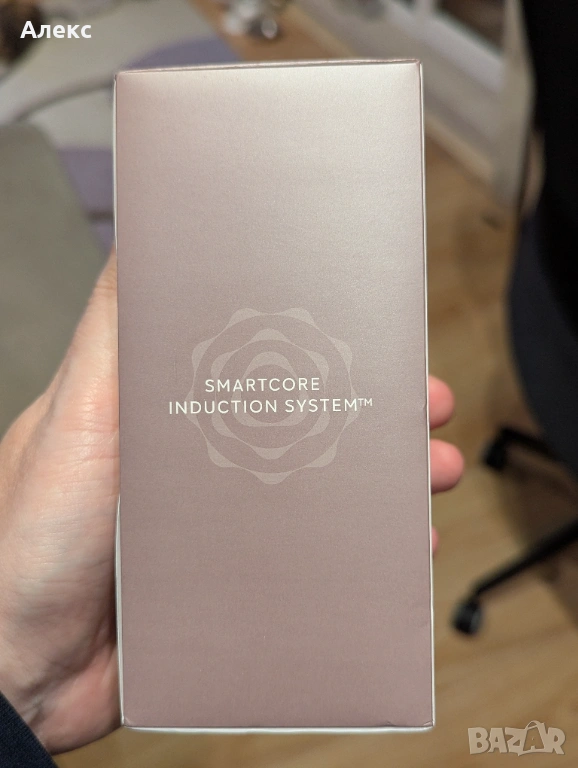 Алекс
SMARTCORE
INDUCTION SYSTEM™
BAZAR